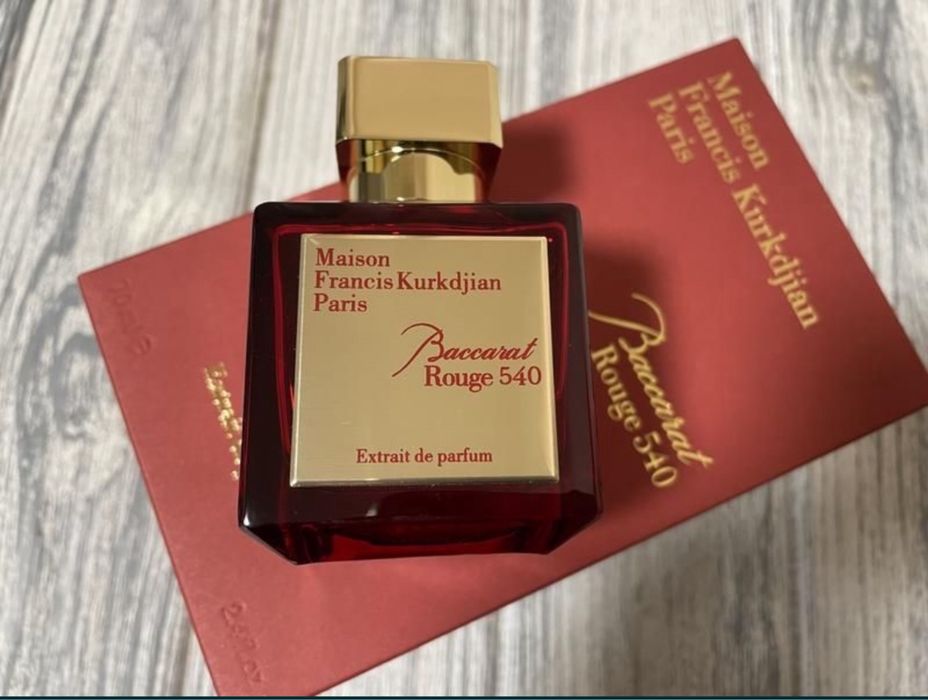 Maison
Francis Kurkdjian
Paris
Baccarat
Rouge 540
Extrait de parfum
Maison
Francis Kurkdjian
Paris
Baccarat
Rouge 540